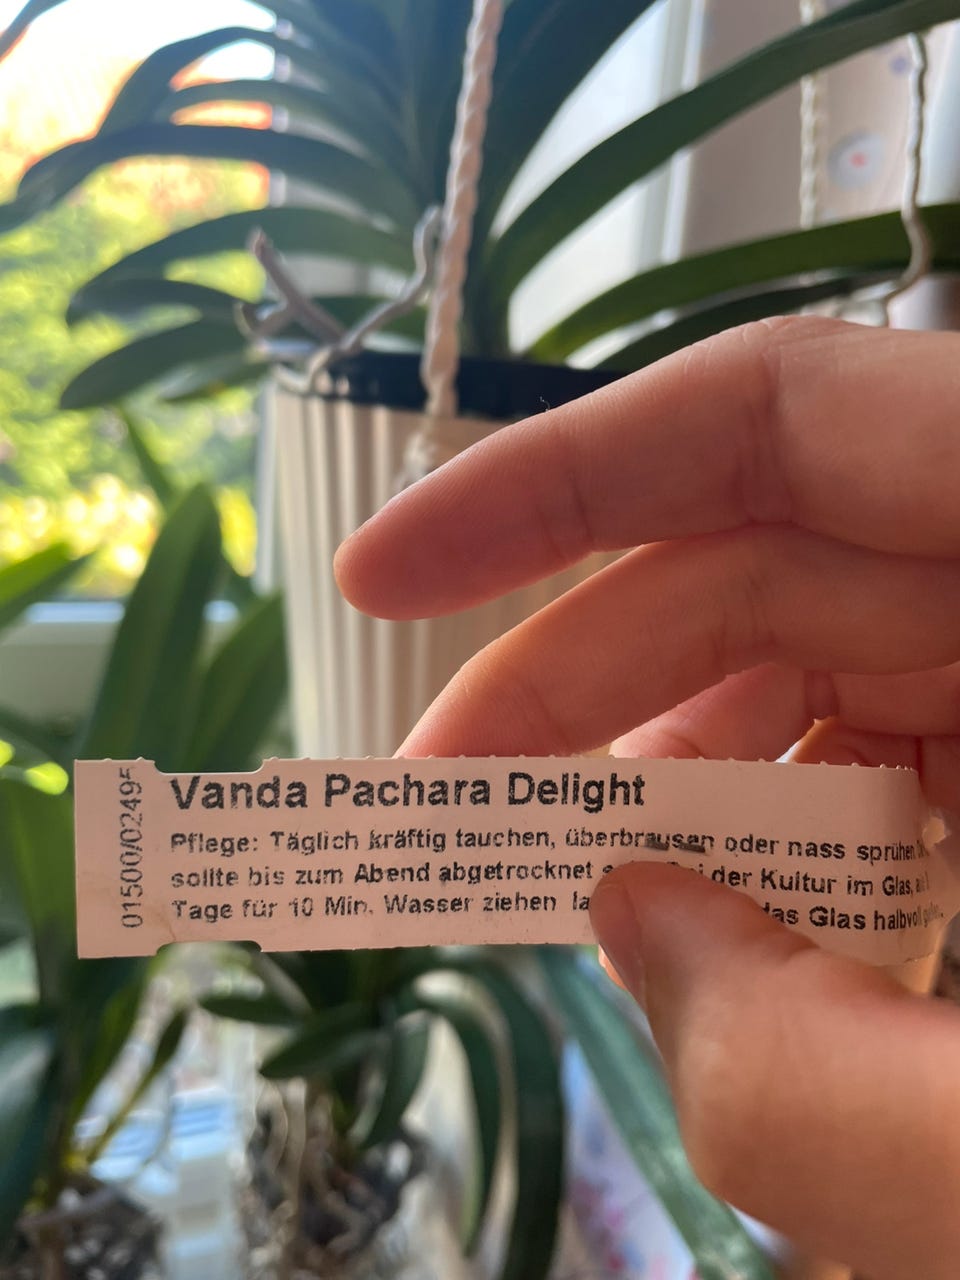 Vanda Pachara Delight
Pflege: Täglich kräftig tauchen, überbrausen oder nass sprühen
sollte bis zum Abend abgetrocknet der Kultur im Glas,
Tage für 10 Min. Wasser ziehen das Glas halbvoll
01500/02495